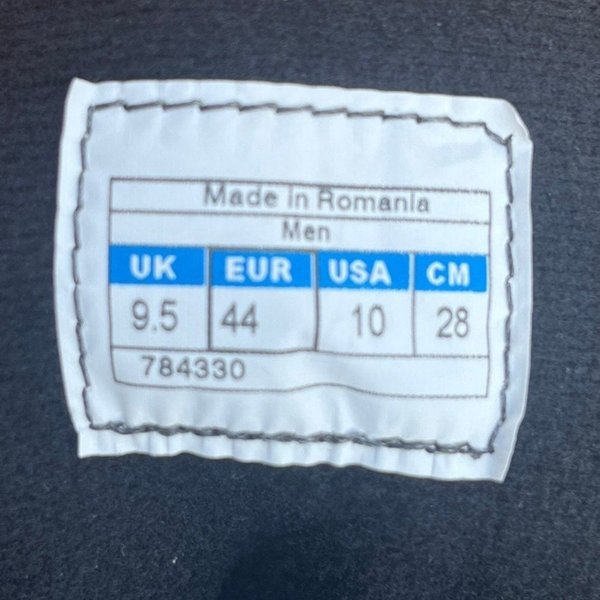 Made in Romania
Men
UK EUR USA CM
9.5 44 10 28
784330